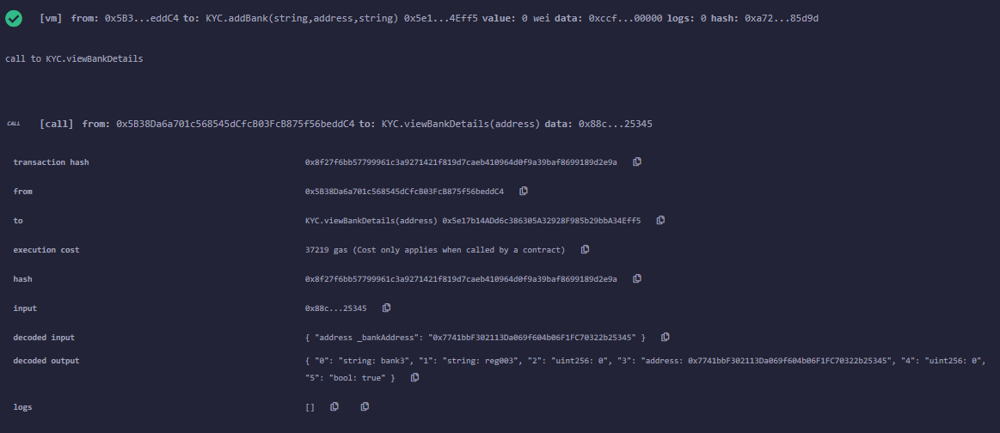 [vm] from: 0x5B3...eddC4 to: KYC.addBank(string,address,string) 0x5e1...4Eff5 value: 0 wei data: 0xccf...00000 logs: 0 hash: 0xa72...85d9d
call to KYC.viewBankDetails
CALL [call] from: 0x5B38Da6a701c568545dCfcB03FcB875f56beddC4 to: KYC.viewBankDetails(address) data: 0x88c...25345
transaction hash 0x8f27f6bb57799961c3a9271421f819d7caeb410964d0f9a39baf8699189d2e9a
from 0x5B38Da6a701c568545dCfcB03FcB875f56beddC4
to KYC.viewBankDetails(address) 0x5e17b14ADd6c386305A32928F985b29bbA34Eff5
execution cost 37219 gas (Cost only applies when called by a contract)
hash 0x8f27f6bb57799961c3a9271421f819d7caeb410964d0f9a39baf8699189d2e9a
input 0x88c...25345
decoded input { "address _bankAddress": "0x7741bbF302113Da069f604b06F1FC70322b25345" }
decoded output { "0": "string: bank3", "1": "string: reg003", "2": "uint256: 0", "3": "address: 0x7741bbF302113Da069f604b06F1FC70322b25345", "4": "uint256: 0",
"5": "bool: true" }
logs []